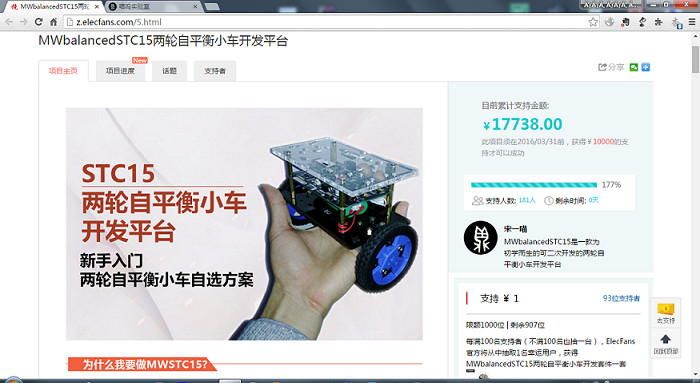 MWbalancedSTC15两轮
喵呜实验室
z.elecfans.com/5.html
MWbalancedSTC15两轮自平衡小车开发平台
项目主页
项目进度
New
话题
支持者
分享
STC15
两轮自平衡小车
开发平台
新手入门
两轮自平衡小车自选方案
为什么我要做MWSTC15?
目前累计支持金额:
¥17738.00
此项目须在2016/03/31前，获得¥10000的支
持才可以成功
177%
支持人数: 181人
剩余时间: 0天
宋一喵
MWbalancedSTC15是一款为
初学而生的可二次开发的两轮自
平衡小车开发平台
支持 ¥ 1
93位支持者
限额1000位 | 剩余907位
每满100名支持者（不满100名也抽一台），ElecFans
官方将从中抽取1名幸运用户，获得
MWbalancedSTC15两轮自平衡小车开发套件一套
去支持
回到顶部